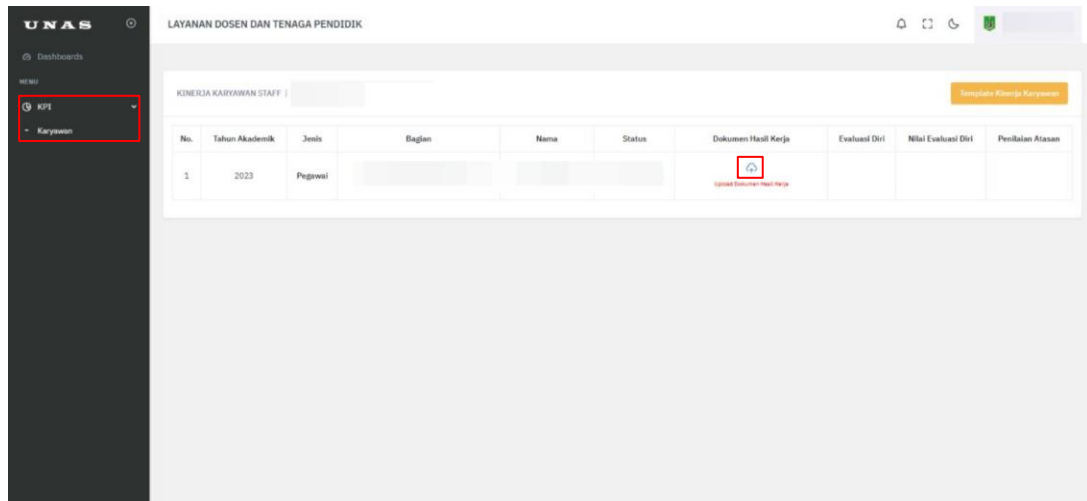 UNAS
LAYANAN DOSEN DAN TENAGA PENDIDIK
Dashboards
MENU
KPI
Karyawan
KINERJA KARYAWAN STAFF |
Template Kinerja Karyawan
No. Tahun Akademik Jenis Bagian Nama Status Dokumen Hasil Kerja Evaluasi Diri Nilai Evaluasi Diri Penilaian Atasan
1 2023 Pegawai
Upload Dokumen Hasil Kerja